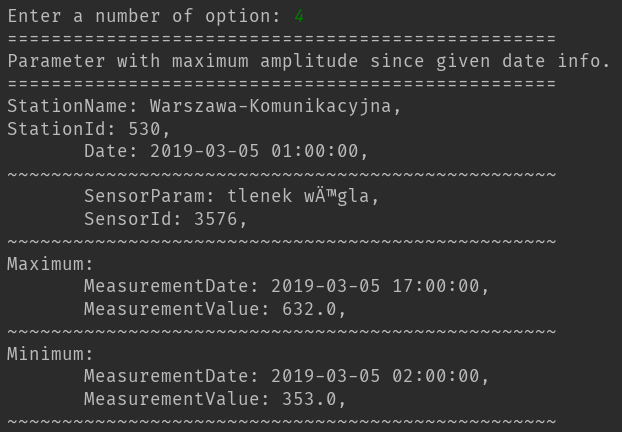 Enter a number of option: 4
==================================================
Parameter with maximum amplitude since given date info.
==================================================
StationName: Warszawa-Komunikacyjna,
StationId: 530,
Date: 2019-03-05 01:00:00,
~~~~~~~~~~~~~~~~~~~~~~~~~~~~~~~~~~~~~~~~~~~~~~~~~~
SensorParam: tlenek wÄ™gla,
SensorId: 3576,
~~~~~~~~~~~~~~~~~~~~~~~~~~~~~~~~~~~~~~~~~~~~~~~~~~
Maximum:
MeasurementDate: 2019-03-05 17:00:00,
MeasurementValue: 632.0,
~~~~~~~~~~~~~~~~~~~~~~~~~~~~~~~~~~~~~~~~~~~~~~~~~~
Minimum:
MeasurementDate: 2019-03-05 02:00:00,
MeasurementValue: 353.0,
~~~~~~~~~~~~~~~~~~~~~~~~~~~~~~~~~~~~~~~~~~~~~~~~~~